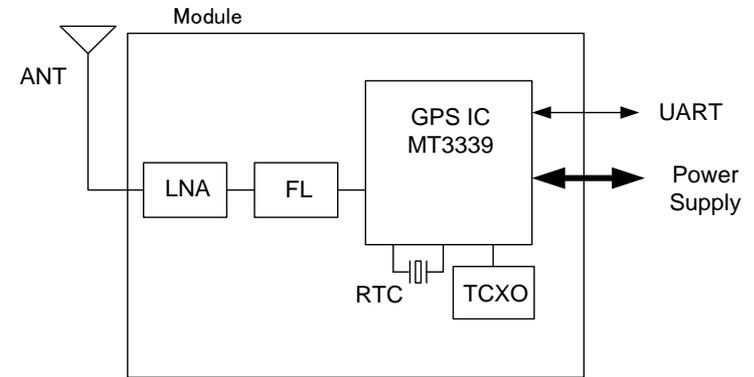 Module
ANT
GPS IC
MT3339
UART
LNA
FL
Power
Supply
RTC
TCXO